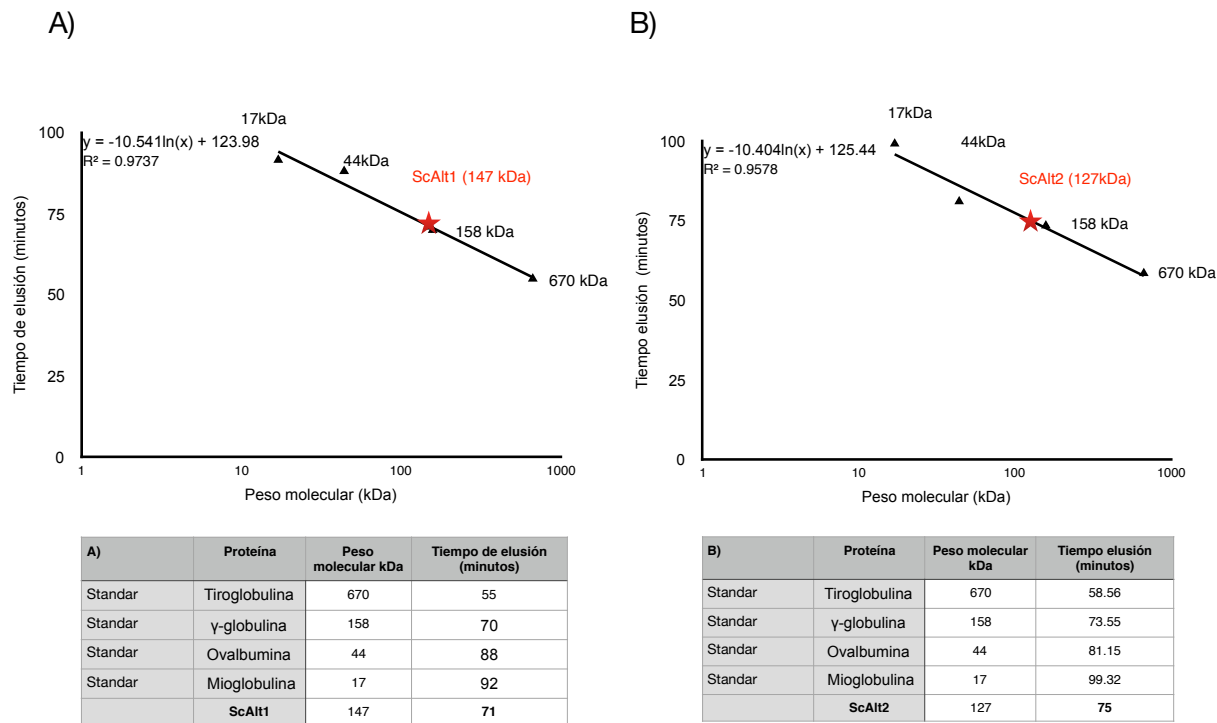 A)
17kDa
100
y = -10.541ln(x) + 123.98
R² = 0.9737
44kDa
ScAlt1 (147 kDa)
75
158 kDa
50
670 kDa
25
0
1
10
100
1000
Tiempo de elusión (minutos)
Peso molecular (kDa)
A) Proteína Peso molecular kDa Tiempo de elusión (minutos)
Standar Tiroglobulina 670 55
Standar γ-globulina 158 70
Standar Ovalbumina 44 88
Standar Mioglobulina 17 92
ScAlt1 147 71
B)
17kDa
100
y = -10.404ln(x) + 125.44
R² = 0.9578
44kDa
ScAlt2 (127kDa)
75
158 kDa
50
670 kDa
25
0
1
10
100
1000
Tiempo elusión (minutos)
Peso molecular (kDa)
B) Proteína Peso molecular kDa Tiempo elusión (minutos)
Standar Tiroglobulina 670 58.56
Standar γ-globulina 158 73.55
Standar Ovalbumina 44 81.15
Standar Mioglobulina 17 99.32
ScAlt2 127 75